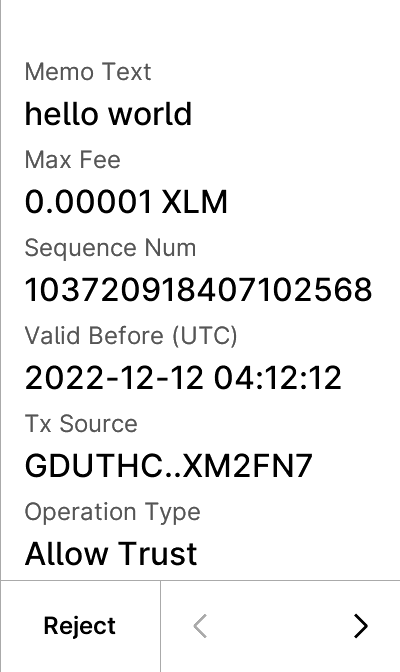 Memo Text
hello world
Max Fee
0.00001 XLM
Sequence Num
103720918407102568
Valid Before (UTC)
2022-12-12 04:12:12
Tx Source
GDUTHC..XM2FN7
Operation Type
Allow Trust
Reject